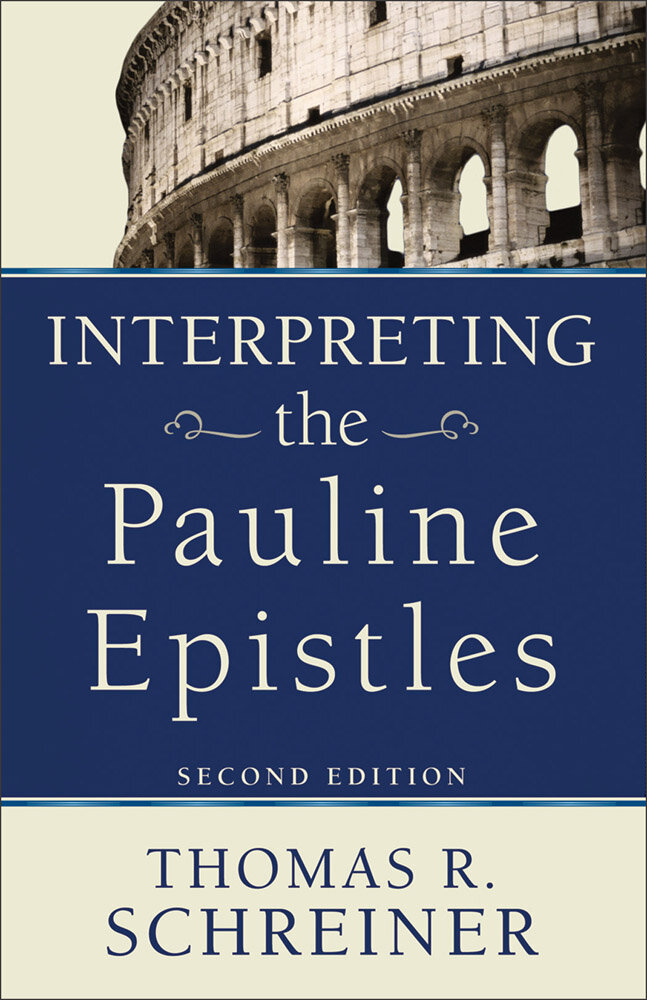 INTERPRETING
the
Pauline
Epistles
SECOND EDITION
THOMAS R.
SCHREINER